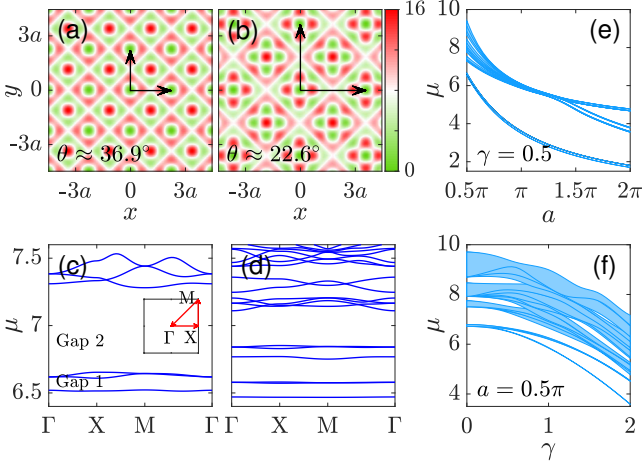 (a)
y
3a
0
-3a
θ ≈ 36.9°
-3a 0 3a
x
(b)
θ ≈ 22.6°
-3a 0 3a
x
16
8
0
(e)
μ
8
6
4
2
γ = 0.5
0.5π π 1.5π 2π
a
(c)
μ
7.5
7
6.5
Gap 2
Gap 1
M
Γ X
Γ X M Γ
(d)
Γ X M Γ
(f)
μ
10
8
6
4
a = 0.5π
0 1 2
γ